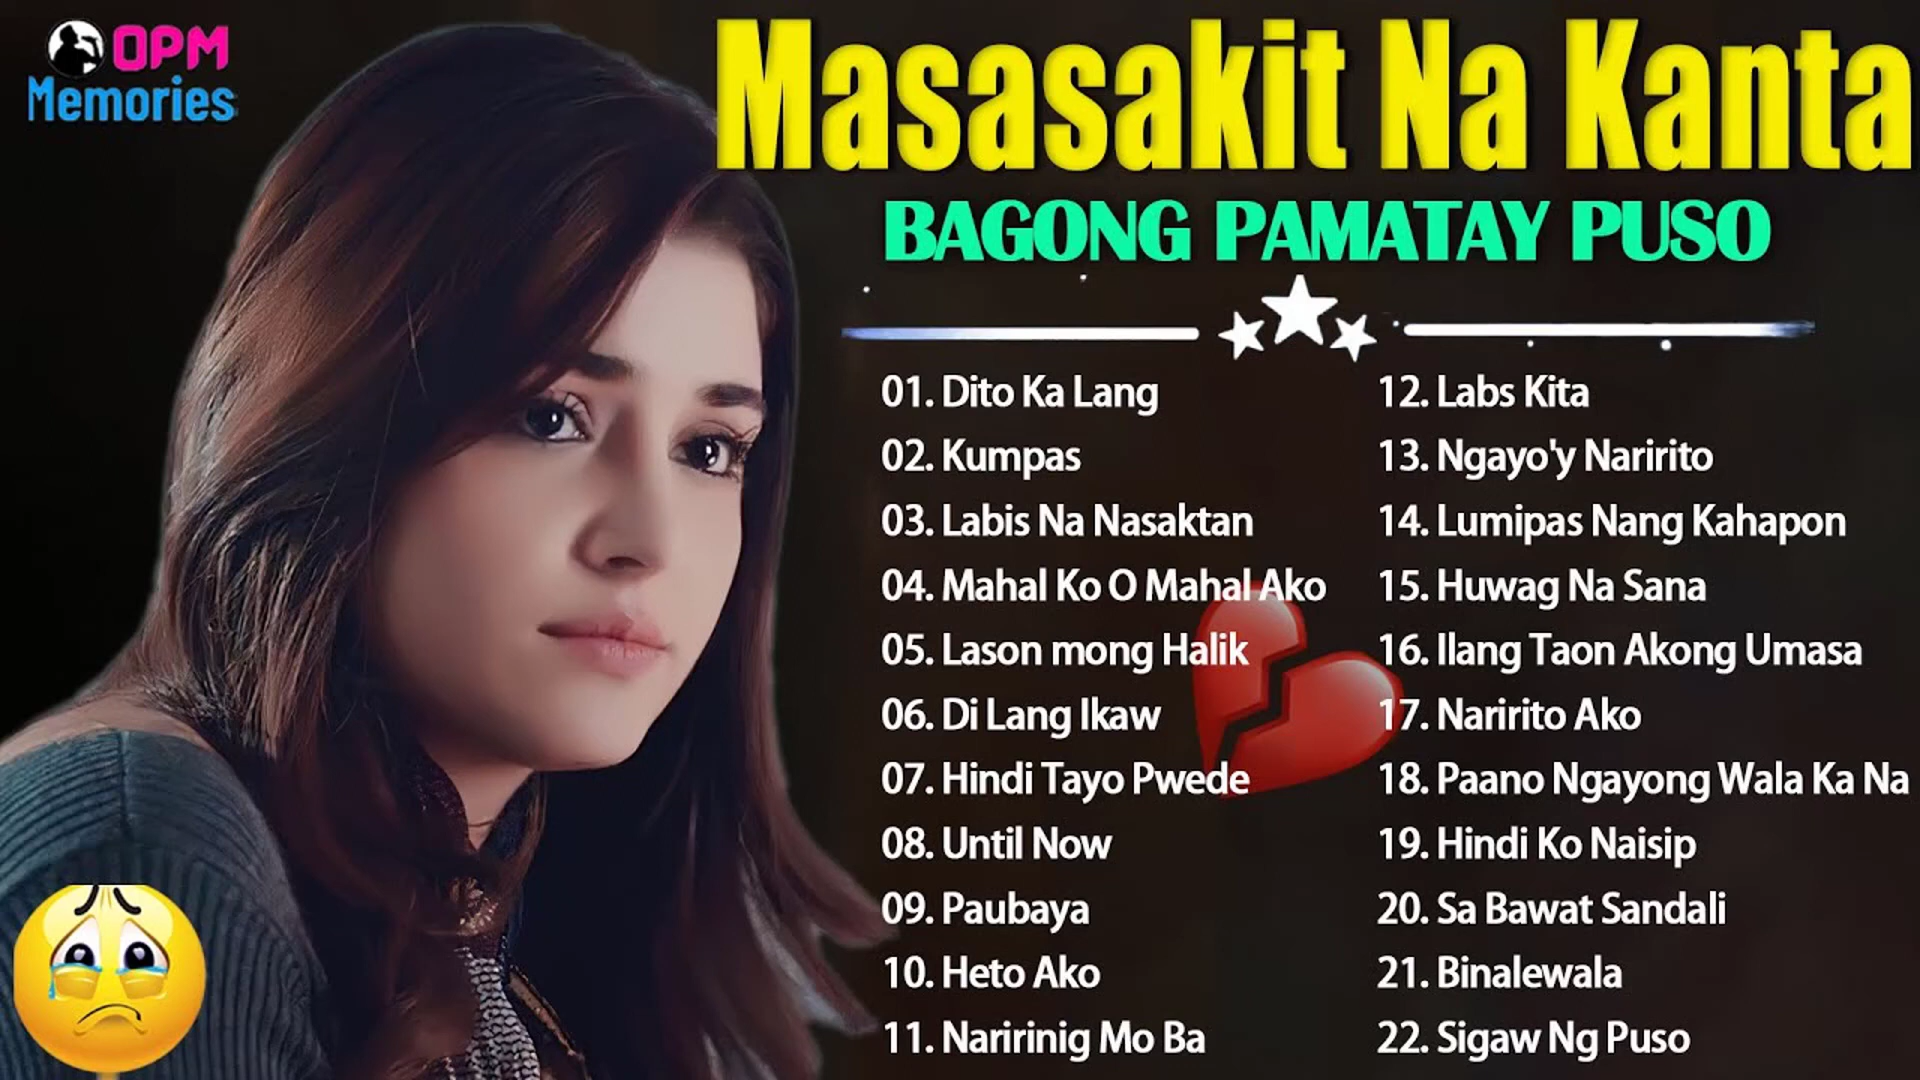 OPM
Memories
Masasakit Na Kanta
BAGONG PAMATAY PUSO
01. Dito Ka Lang
02. Kumpas
03. Labis Na Nasaktan
04. Mahal Ko O Mahal Ako
05. Lason mong Halik
06. Di Lang Ikaw
07. Hindi Tayo Pwede
08. Until Now
09. Paubaya
10. Heto Ako
11. Naririnig Mo Ba
12. Labs Kita
13. Ngayo'y Naririto
14. Lumipas Nang Kahapon
15. Huwag Na Sana
16. Ilang Taon Akong Umasa
17. Naririto Ako
18. Paano Ngayong Wala Ka Na
19. Hindi Ko Naisip
20. Sa Bawat Sandali
21. Binalewala
22. Sigaw Ng Puso